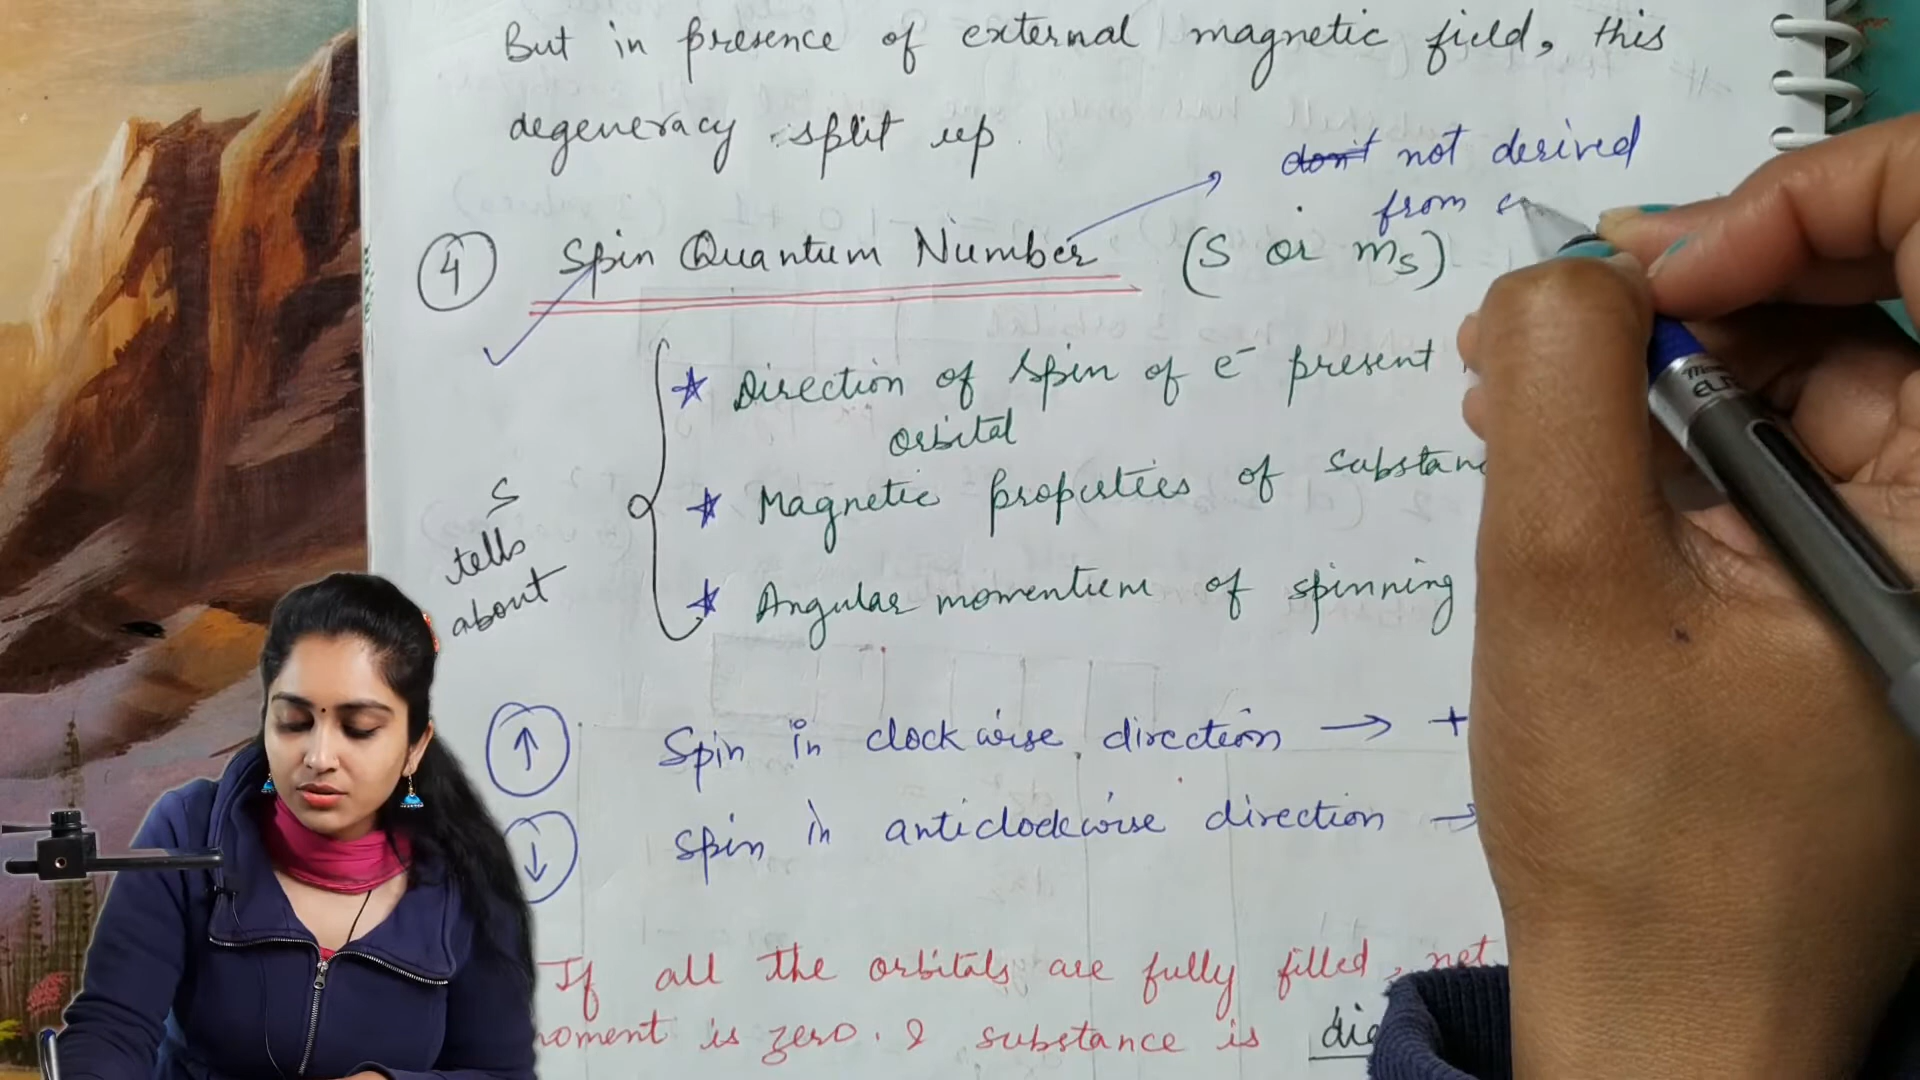 But in presence of external magnetic field, this
degeneracy split up
don't not derived
from
④ Spin Quantum Number (S or ms)
★ Direction of spin of e⁻ present
orbital
★ Magnetic properties of
S
tells
about
★ Angular momentum of spinning
↑ Spin in clockwise direction → +
↓ Spin in anticlockwise direction →
If all the orbitals are fully filled, net
moment is zero. & substance is
ELI